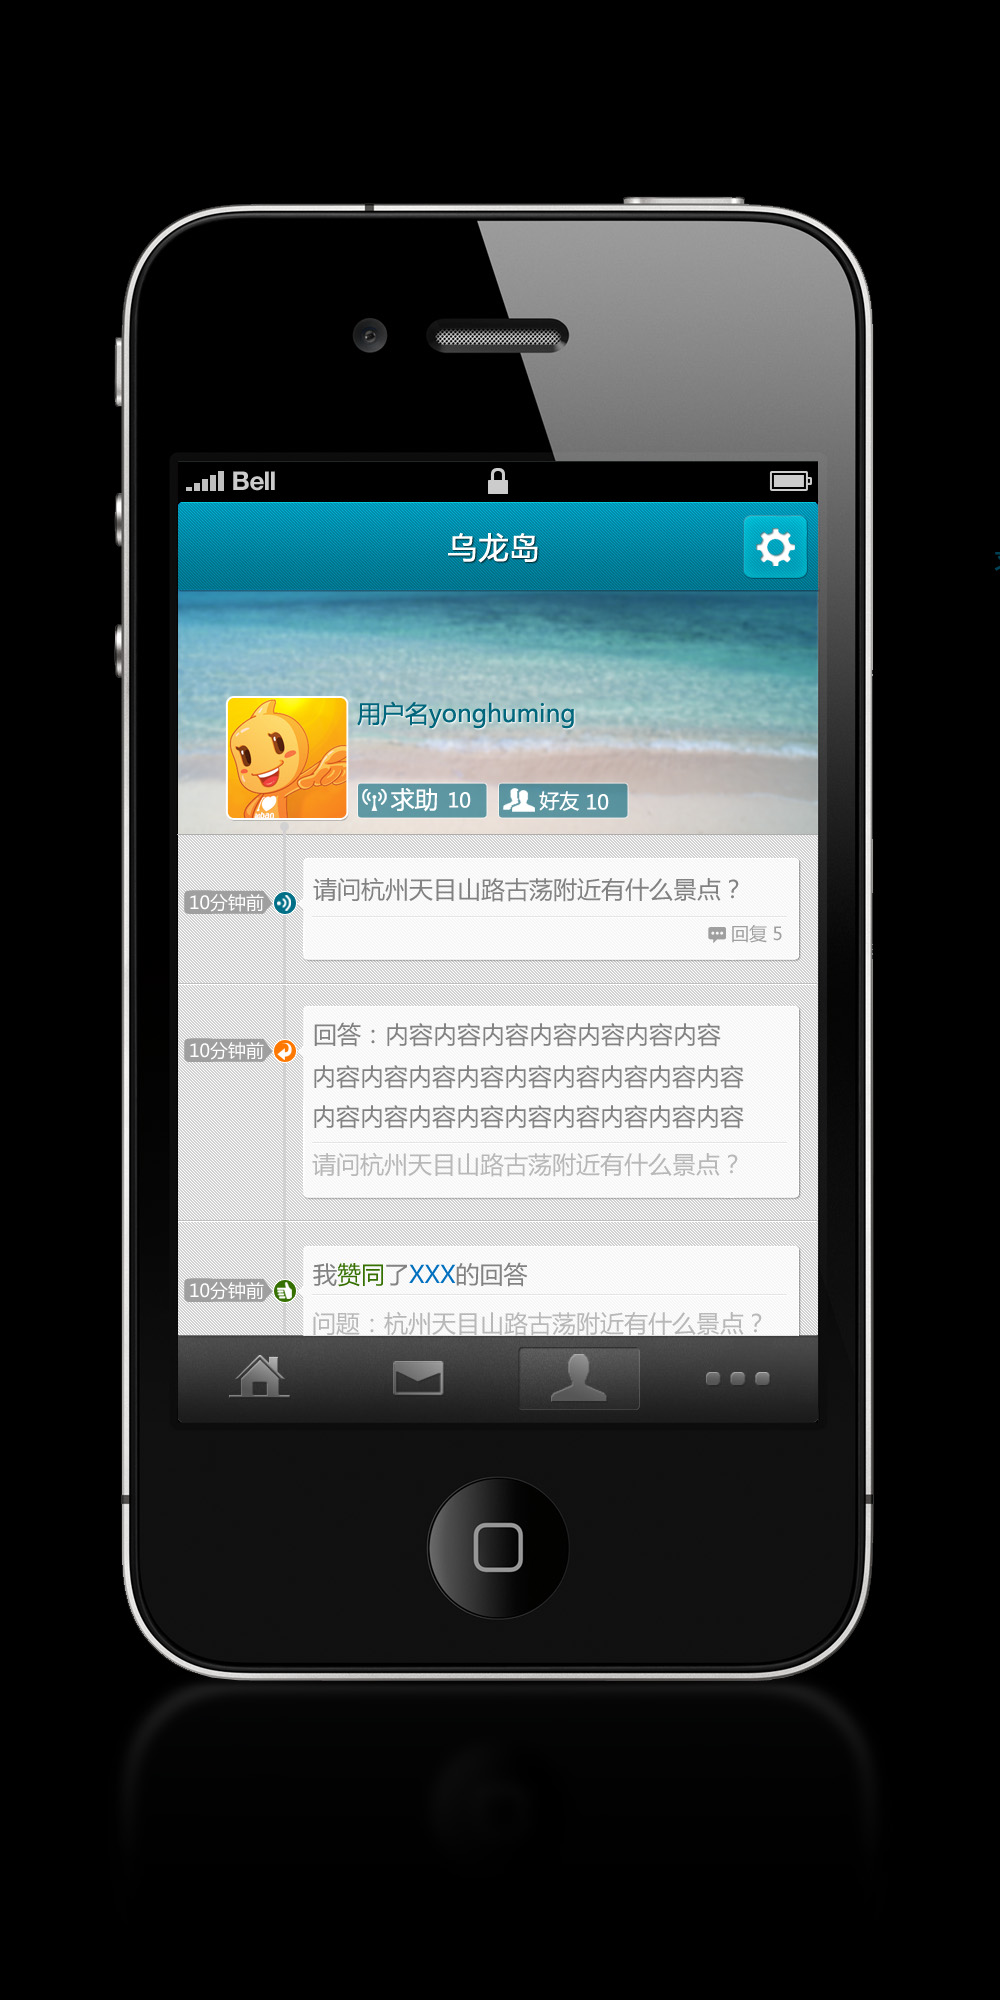 Bell
乌龙岛
用户名yonghuming
求助 10
好友 10
10分钟前
请问杭州天目山路古荡附近有什么景点？
回复 5
10分钟前
回答：内容内容内容内容内容内容内容
内容内容内容内容内容内容内容内容内容
内容内容内容内容内容内容内容内容内容
请问杭州天目山路古荡附近有什么景点？
10分钟前
我赞同了XXX的回答
问题：杭州天目山路古荡附近有什么景点？